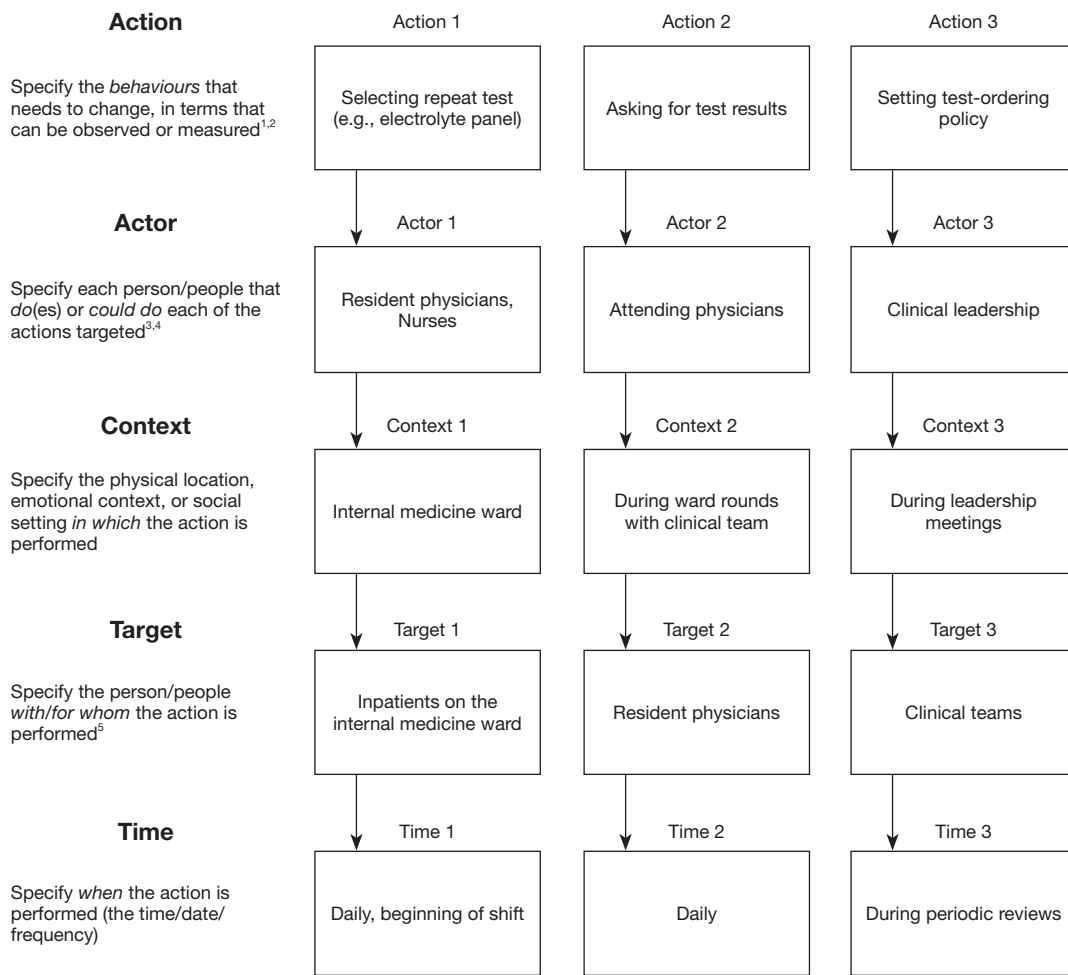 Action
Action 1
Action 2
Action 3
Specify the behaviours that
needs to change, in terms that
can be observed or measured1,2
Selecting repeat test
(e.g., electrolyte panel)
Asking for test results
Setting test-ordering
policy
Actor
Actor 1
Actor 2
Actor 3
Specify each person/people that
do(es) or could do each of the
actions targeted3,4
Resident physicians,
Nurses
Attending physicians
Clinical leadership
Context
Context 1
Context 2
Context 3
Specify the physical location,
emotional context, or social
setting in which the action is
performed
Internal medicine ward
During ward rounds
with clinical team
During leadership
meetings
Target
Target 1
Target 2
Target 3
Specify the person/people
with/for whom the action is
performed5
Inpatients on the
internal medicine ward
Resident physicians
Clinical teams
Time
Time 1
Time 2
Time 3
Specify when the action is
performed (the time/date/
frequency)
Daily, beginning of shift
Daily
During periodic reviews